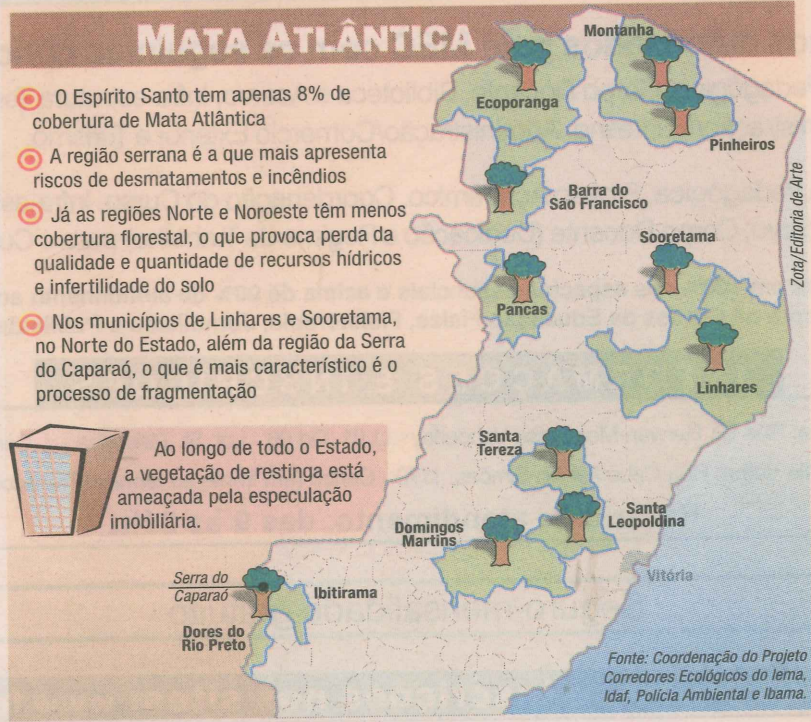 MATA ATLÂNTICA
O Espírito Santo tem apenas 8% de
cobertura de Mata Atlântica
A região serrana é a que mais apresenta
riscos de desmatamentos e incêndios
Já as regiões Norte e Noroeste têm menos
cobertura florestal, o que provoca perda da
qualidade e quantidade de recursos hídricos
e infertilidade do solo
Nos municípios de Linhares e Sooretama,
no Norte do Estado, além da região da Serra
do Caparaó, o que é mais característico é o
processo de fragmentação
Ao longo de todo o Estado,
a vegetação de restinga está
ameaçada pela especulação
imobiliária.
Montanha
Ecoporanga
Pinheiros
Barra do
São Francisco
Sooretama
Pancas
Linhares
Santa
Tereza
Santa
Leopoldina
Domingos
Martins
Vitória
Serra do
Caparaó
Ibitirama
Dores do
Rio Preto
Zota/Editoria de Arte
Fonte: Coordenação do Projeto
Corredores Ecológicos do Iema,
Idaf, Polícia Ambiental e Ibama.